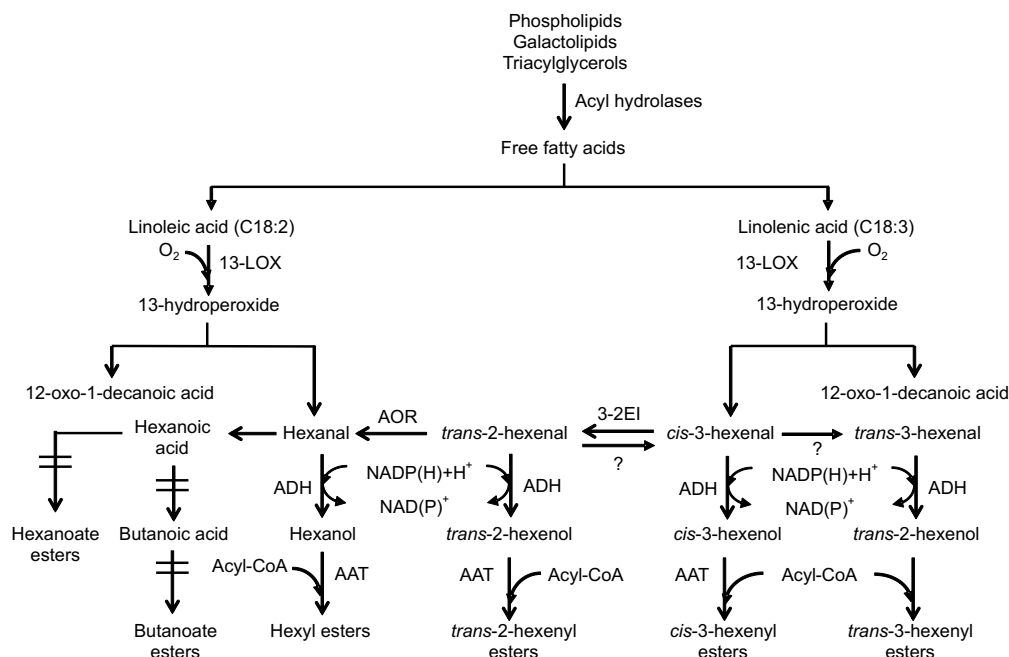 Phospholipids
Galactolipids
Triacylglycerols
Acyl hydrolases
Free fatty acids
Linoleic acid (C18:2)
Linolenic acid (C18:3)
O2
13-LOX
13-LOX
O2
13-hydroperoxide
13-hydroperoxide
12-oxo-1-decanoic acid
12-oxo-1-decanoic acid
Hexanoic
acid
Hexanal
AOR
trans-2-hexenal
3-2EI
?
cis-3-hexenal
?
trans-3-hexenal
ADH
NADP(H)+H+
NAD(P)+
ADH
ADH
NADP(H)+H+
NAD(P)+
ADH
Hexanoate
esters
Butanoic acid
Hexanol
trans-2-hexenol
cis-3-hexenol
trans-2-hexenol
Acyl-CoA
AAT
AAT
Acyl-CoA
AAT
Acyl-CoA
Butanoate
esters
Hexyl esters
trans-2-hexenyl
esters
cis-3-hexenyl
esters
trans-3-hexenyl
esters